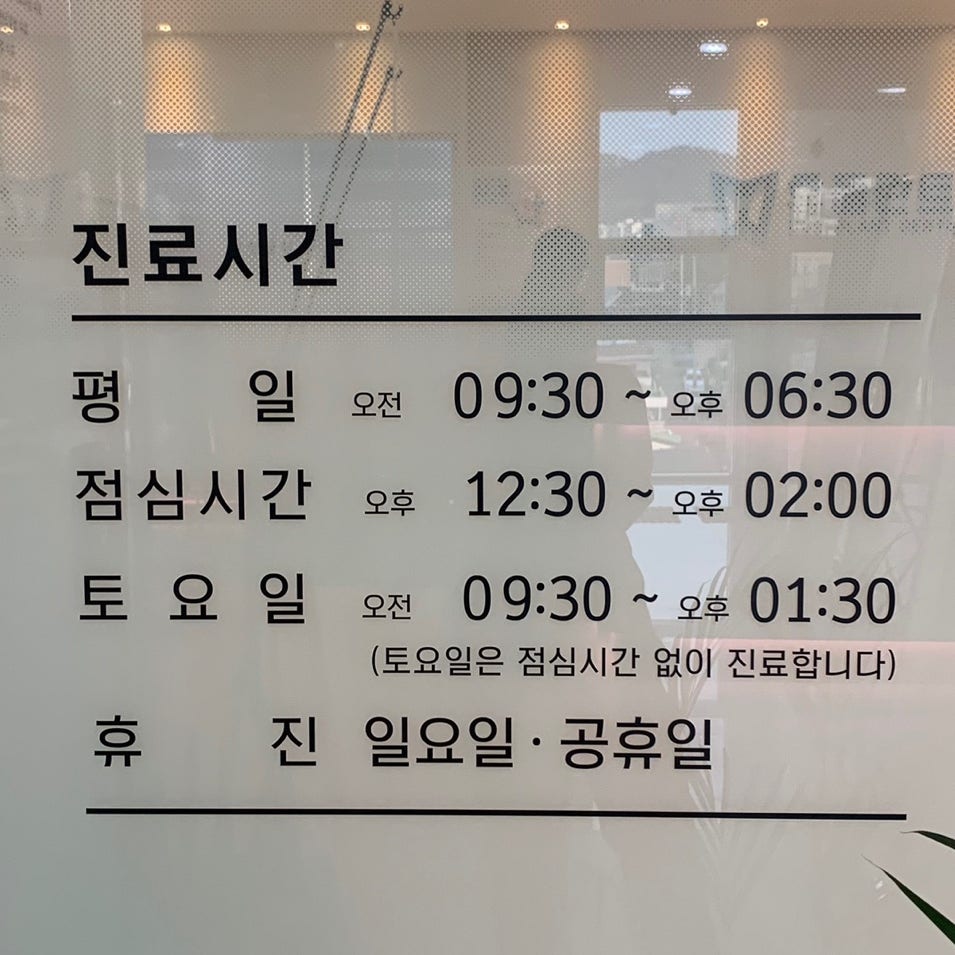 진료시간
평 일 오전 09:30 ~ 오후 06:30
점심시간 오후 12:30 ~ 오후 02:00
토 요 일 오전 09:30 ~ 오후 01:30
(토요일은 점심시간 없이 진료합니다)
휴 진 일요일 · 공휴일